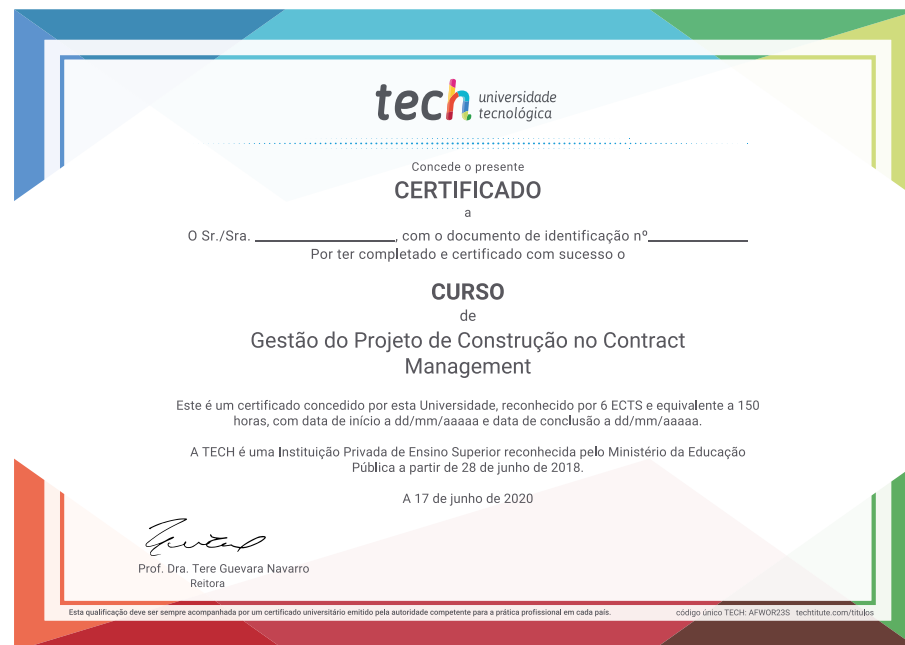 tech universidade
tecnológica
Concede o presente
CERTIFICADO
a
O Sr./Sra. ________________, com o documento de identificação nº____________
Por ter completado e certificado com sucesso o
CURSO
de
Gestão do Projeto de Construção no Contract
Management
Este é um certificado concedido por esta Universidade, reconhecido por 6 ECTS e equivalente a 150
horas, com data de início a dd/mm/aaaaa e data de conclusão a dd/mm/aaaaa.
A TECH é uma Instituição Privada de Ensino Superior reconhecida pelo Ministério da Educação
Pública a partir de 28 de junho de 2018.
A 17 de junho de 2020
Prof. Dra. Tere Guevara Navarro
Reitora
Esta qualificação deve ser sempre acompanhada por um certificado universitário emitido pela autoridade competente para a prática profissional em cada país.
código único TECH: AFWOR23S techtitute.com/titulos